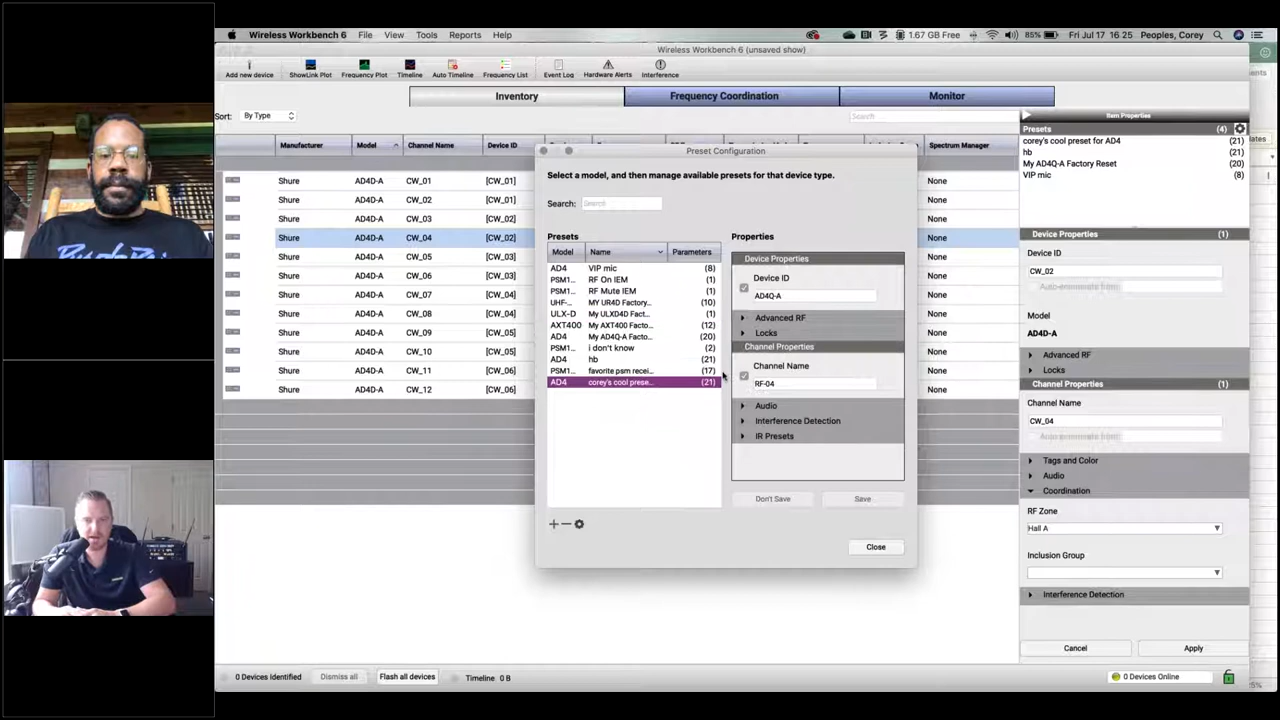 Wireless Workbench 6 File View Tools Reports Help 1.67 GB Free 85% Fri Jul 17 16:25 Peoples, Corey
Wireless Workbench 6 (unsaved show)
Add new device ShowLink Plot Frequency Plot Timeline Auto Timeline Frequency List Event Log Hardware Alerts Interference
Inventory Frequency Coordination Monitor
Sort: By Type Search
Manufacturer Model Channel Name Device ID Spectrum Manager
Shure AD4D-A CW_01 [CW_01] None
Shure AD4D-A CW_02 [CW_01] None
Shure AD4D-A CW_03 [CW_02] None
Shure AD4D-A CW_04 [CW_02] None
Shure AD4D-A CW_05 [CW_03] None
Shure AD4D-A CW_06 [CW_03] None
Shure AD4D-A CW_07 [CW_04] None
Shure AD4D-A CW_08 [CW_04] None
Shure AD4D-A CW_09 [CW_05] None
Shure AD4D-A CW_10 [CW_05] None
Shure AD4D-A CW_11 [CW_06] None
Shure AD4D-A CW_12 [CW_06] None
Preset Configuration
Select a model, and then manage available presets for that device type.
Search: Search
Presets
Model Name Parameters
AD4 VIP mic (8)
PSM1... RF On IEM (1)
PSM1... RF Mute IEM (1)
UHF-... MY UR4D Factory... (10)
ULX-D My ULXD4D Fact... (1)
AXT400 My AXT400 Facto... (12)
AD4 My AD4Q-A Facto... (20)
PSM1... i don't know (2)
AD4 hb (21)
PSM1... favorite psm recei... (17)
AD4 corey's cool prese... (21)
Properties
Device Properties
Device ID
AD4Q-A
Advanced RF
Locks
Channel Properties
Channel Name
RF-04
Audio
Interference Detection
IR Presets
Don't Save Save
Close
Item Properties
Presets (4)
corey's cool preset for AD4 (21)
hb (21)
My AD4Q-A Factory Reset (20)
VIP mic (8)
Device Properties (1)
Device ID
CW_02
Auto-enumerate from:
Model
AD4D-A
Advanced RF
Locks
Channel Properties (1)
Channel Name
CW_04
Auto-enumerate from:
Tags and Color
Audio
Coordination
RF Zone
Hall A
Inclusion Group
Interference Detection
Cancel Apply
0 Devices Identified Dismiss all Flash all devices Timeline 0 B 0 Devices Online